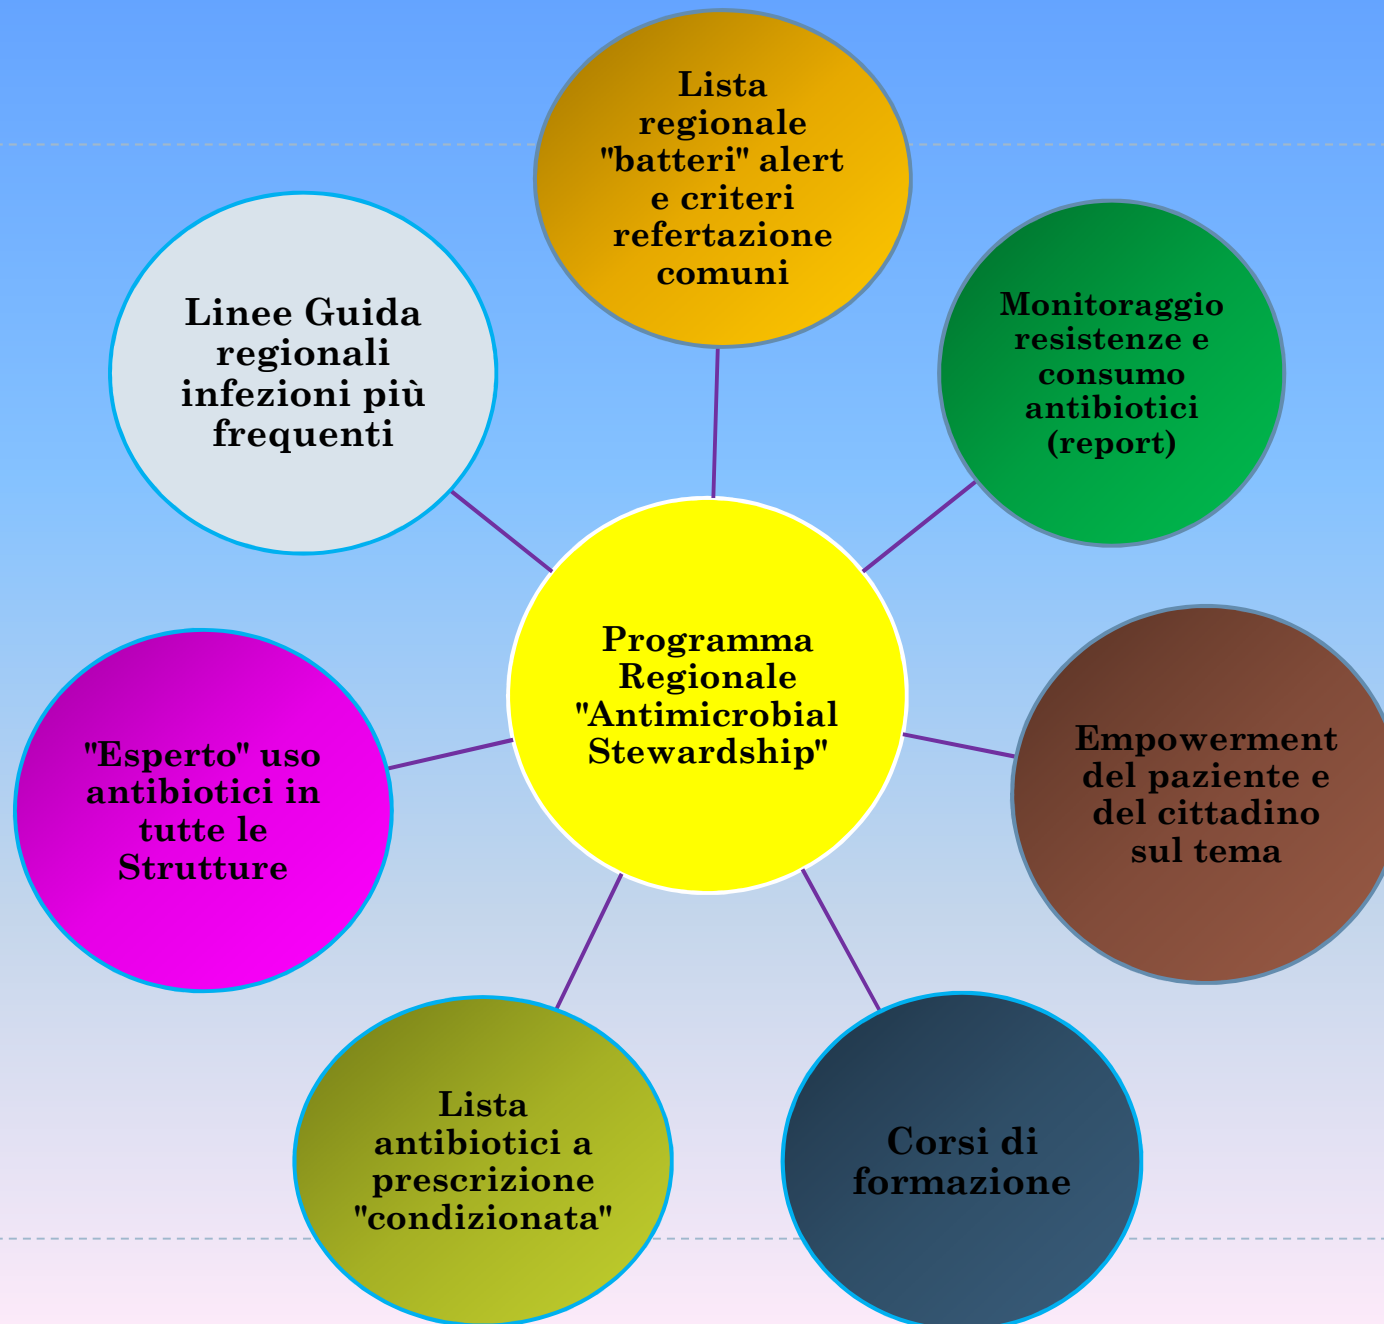 Lista
regionale
"batteri" alert
e criteri
refertazione
comuni
Monitoraggio
resistenze e
consumo
antibiotici
(report)
Empowerment
del paziente e
del cittadino
sul tema
Corsi di
formazione
Lista
antibiotici a
prescrizione
"condizionata"
"Esperto" uso
antibiotici in
tutte le
Strutture
Linee Guida
regionali
infezioni più
frequenti
Programma
Regionale
"Antimicrobial
Stewardship"